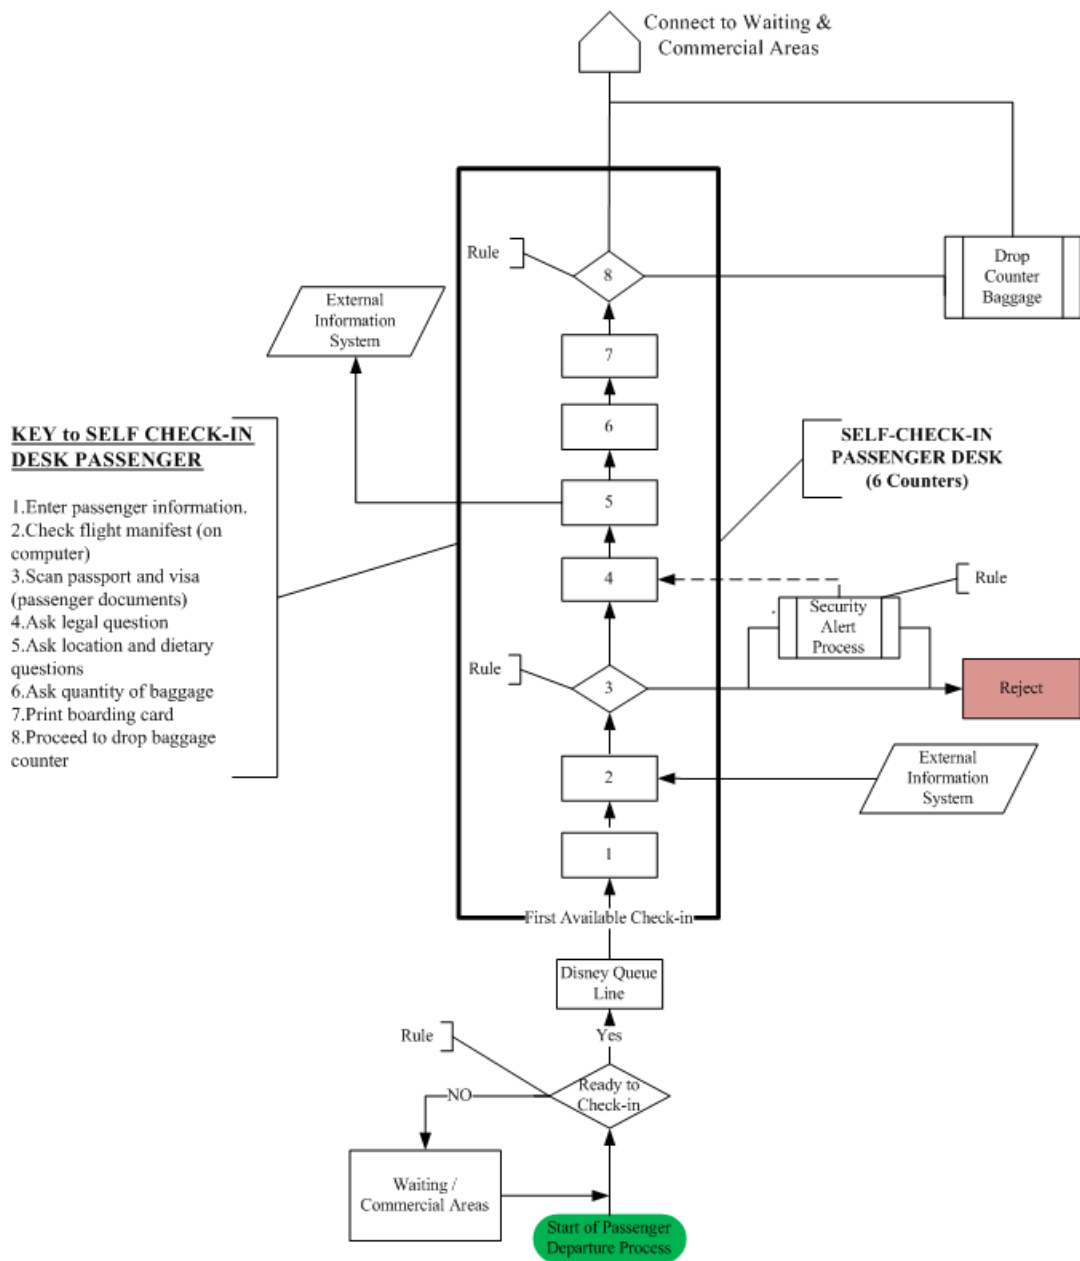 Connect to Waiting &
Commercial Areas
Rule
8
Drop
Counter
Baggage
External
Information
System
7
6
KEY to SELF CHECK-IN
DESK PASSENGER
1.Enter passenger information.
2.Check flight manifest (on
computer)
3.Scan passport and visa
(passenger documents)
4.Ask legal question
5.Ask location and dietary
questions
6.Ask quantity of baggage
7.Print boarding card
8.Proceed to drop baggage
counter
SELF-CHECK-IN
PASSENGER DESK
(6 Counters)
5
4
Rule
Security
Alert
Process
Rule
3
Reject
2
External
Information
System
1
First Available Check-in
Disney Queue
Line
Rule
Yes
Ready to
Check-in
NO
Waiting /
Commercial Areas
Start of Passenger
Departure Process